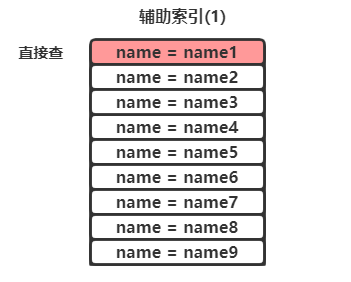 辅助索引(1)
直接查
name = name1
name = name2
name = name3
name = name4
name = name5
name = name6
name = name7
name = name8
name = name9